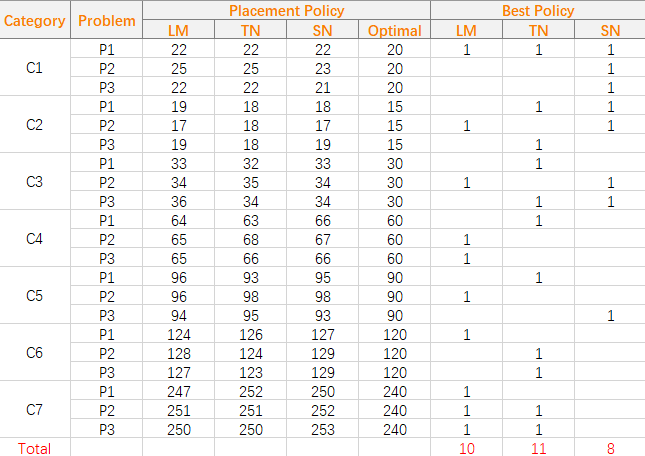 Category Problem Placement Policy Best Policy
LM TN SN Optimal LM TN SN
C1 P1 22 22 22 20 1 1 1
P2 25 25 23 20 1
P3 22 22 21 20 1
C2 P1 19 18 18 15 1 1
P2 17 18 17 15 1 1
P3 19 18 19 15 1
C3 P1 33 32 33 30 1
P2 34 35 34 30 1 1
P3 36 34 34 30 1 1
C4 P1 64 63 66 60 1
P2 65 68 67 60 1
P3 65 66 66 60 1
C5 P1 96 93 95 90 1
P2 96 98 98 90 1
P3 94 95 93 90 1
C6 P1 124 126 127 120 1
P2 128 124 129 120 1
P3 127 123 129 120 1
C7 P1 247 252 250 240 1
P2 251 251 252 240 1 1
P3 250 250 253 240 1 1
Total 10 11 8